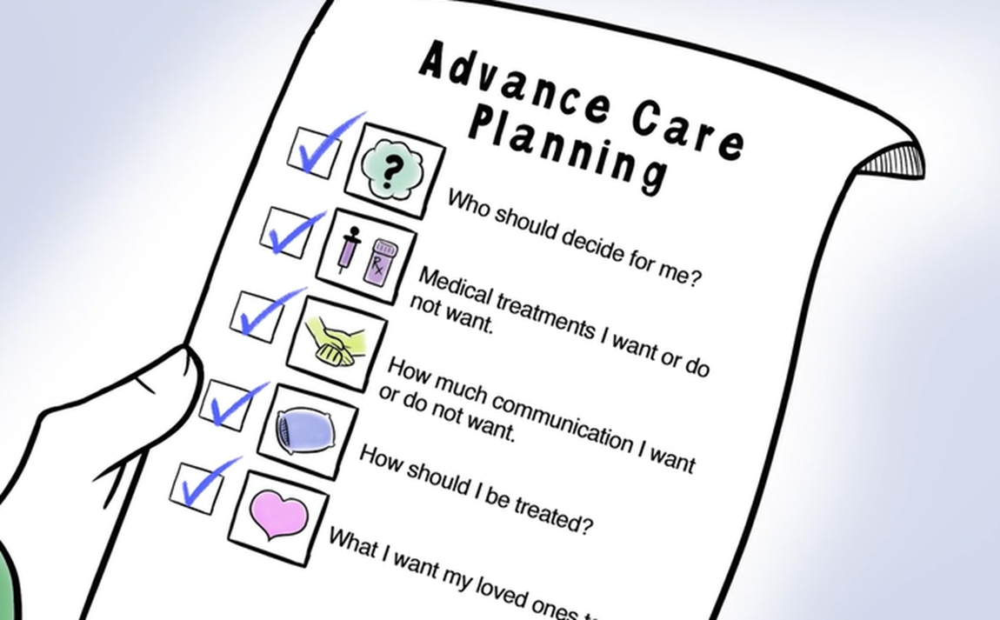 Advance Care
Planning
?
Who should decide for me?
Rx
Medical treatments I want or do
not want.
How much communication I want
or do not want.
How should I be treated?
What I want my loved ones